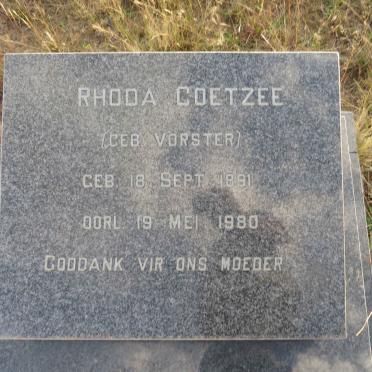 RHODA COETZEE
(GEB. VORSTER)
GEB. 18 SEPT. 1891
OORL. 19 MEI 1980
GODDANK VIR ONS MOEDER